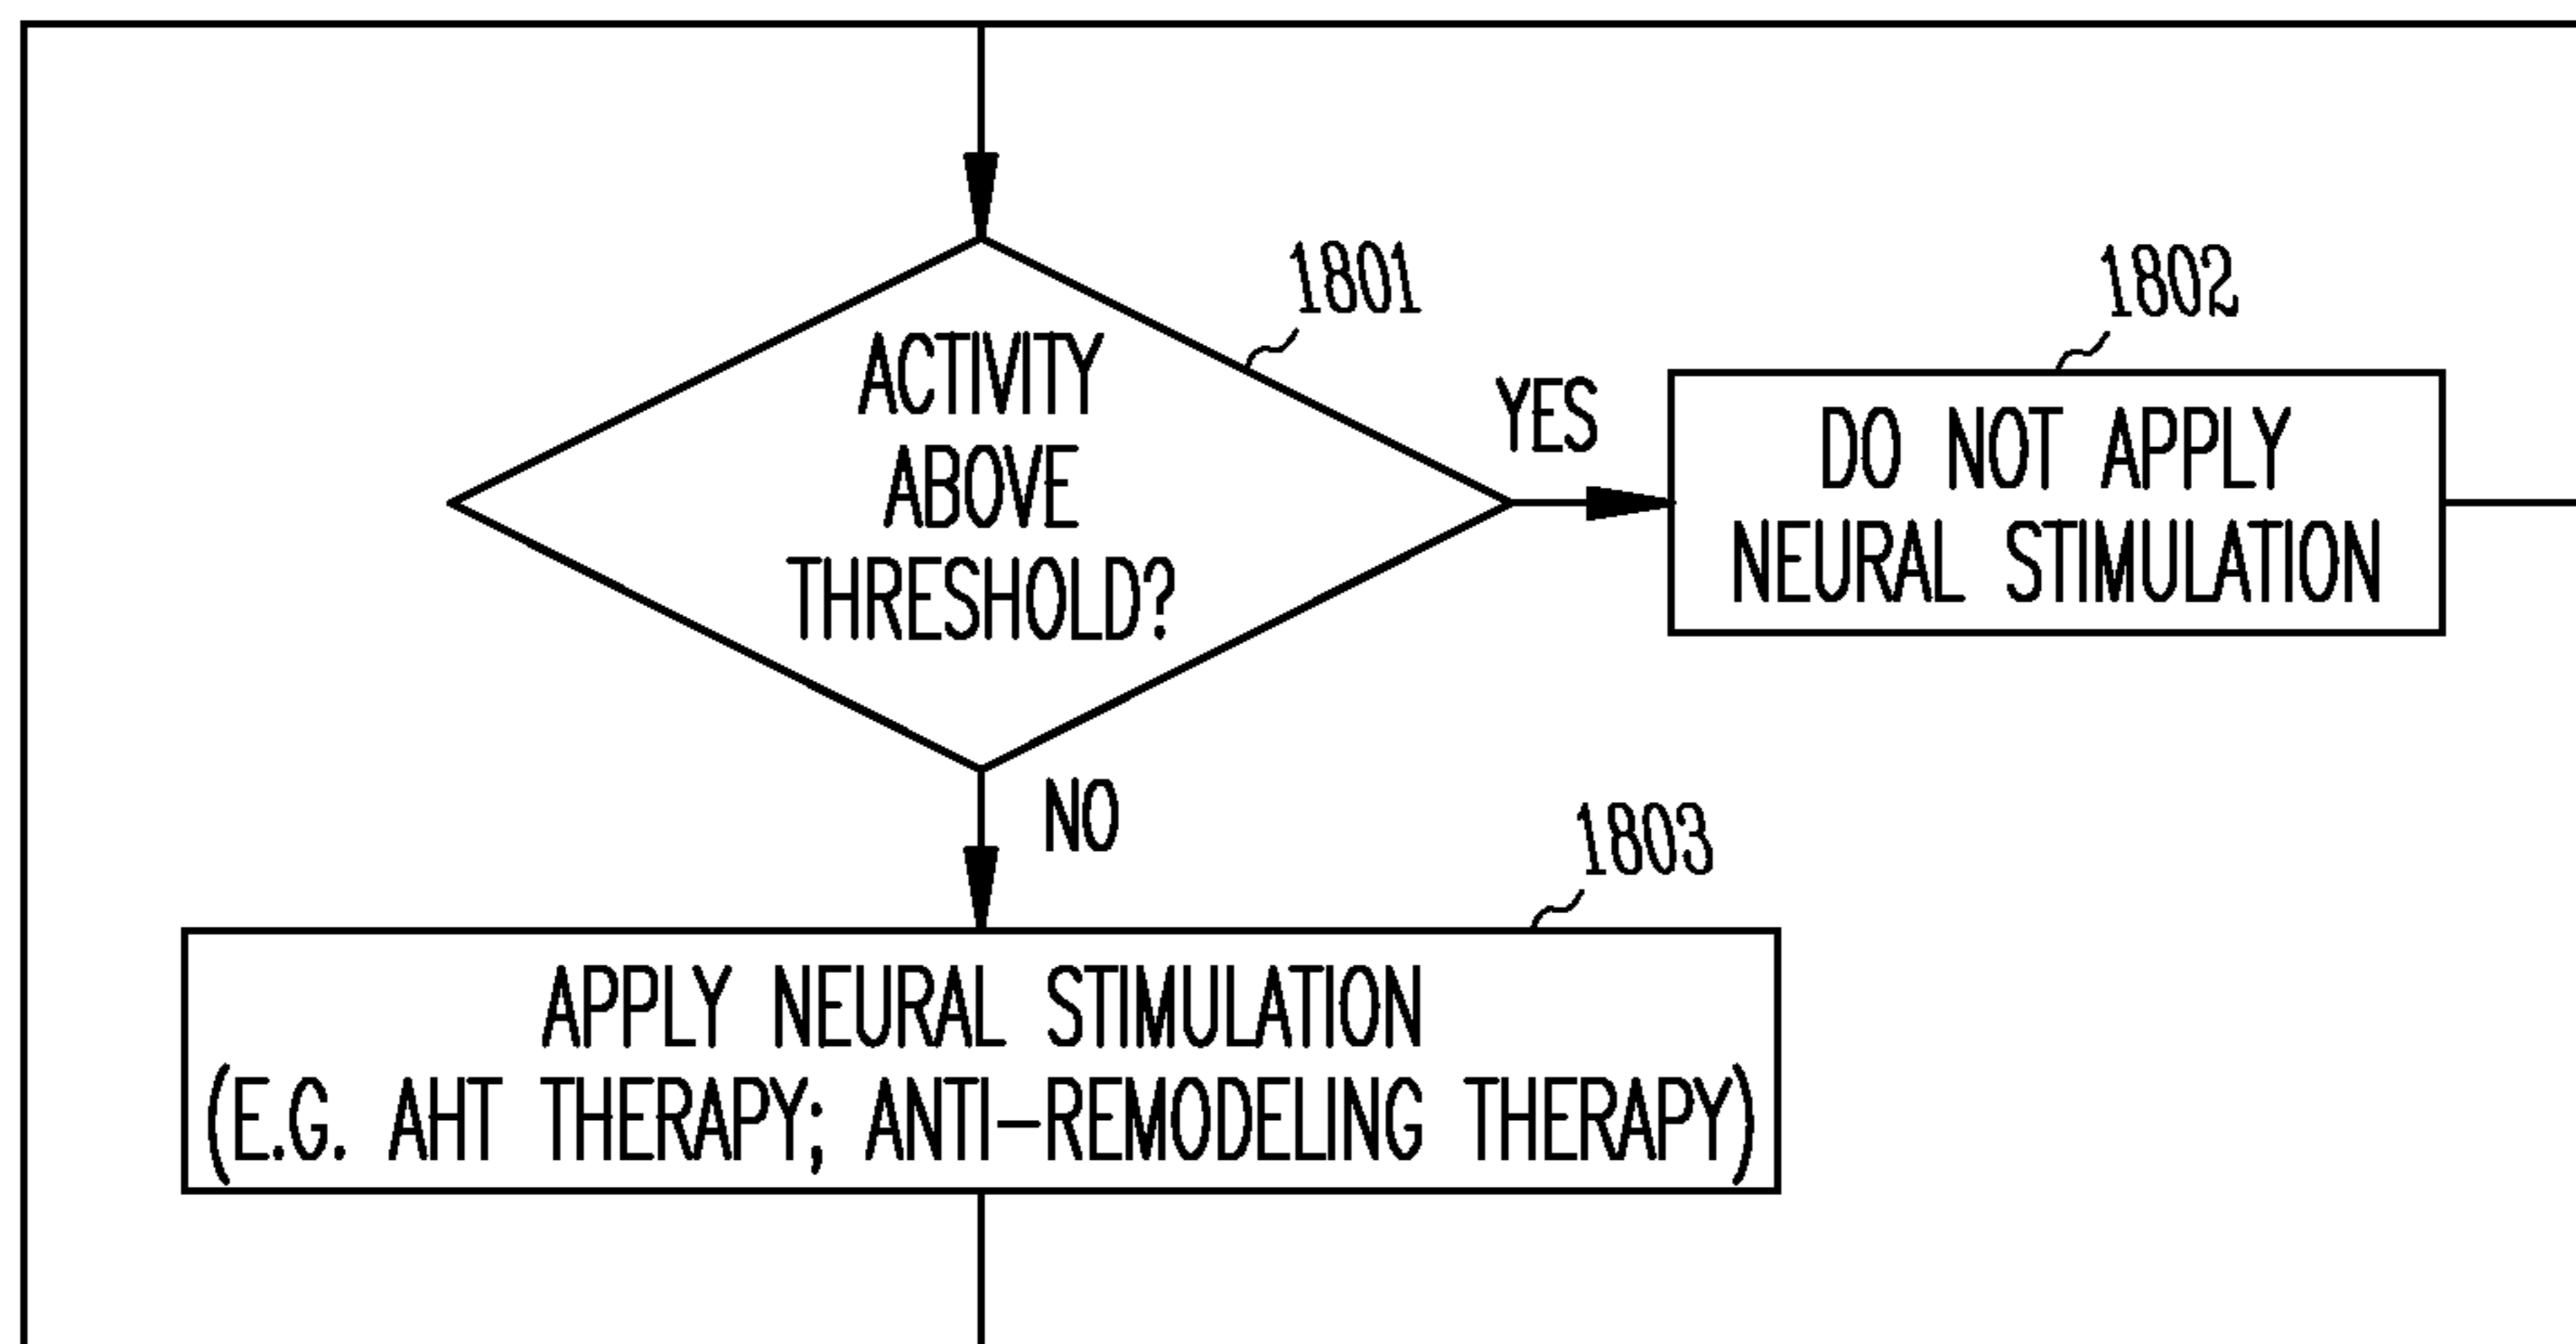 1801
ACTIVITY
ABOVE
THRESHOLD?
YES
1802
DO NOT APPLY
NEURAL STIMULATION
NO
1803
APPLY NEURAL STIMULATION
(E.G. AHT THERAPY; ANTI-REMODELING THERAPY)